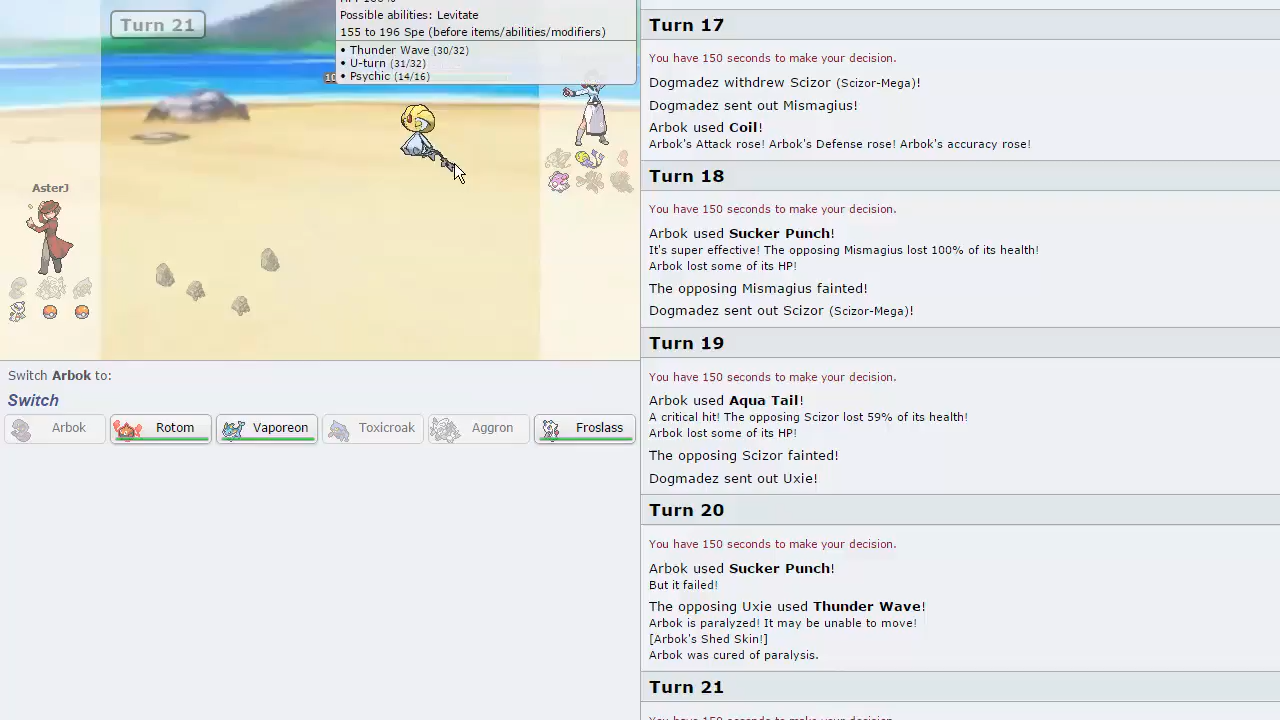 Turn 21
Possible abilities: Levitate
155 to 196 Spe (before items/abilities/modifiers)
• Thunder Wave (30/32)
• U-turn (31/32)
• Psychic (14/16)
AsterJ
Switch Arbok to:
Switch
Arbok
Rotom
Vaporeon
Toxicroak
Aggron
Froslass
Turn 17
You have 150 seconds to make your decision.
Dogmadez withdrew Scizor (Scizor-Mega)!
Dogmadez sent out Mismagius!
Arbok used Coil!
Arbok's Attack rose! Arbok's Defense rose! Arbok's accuracy rose!
Turn 18
You have 150 seconds to make your decision.
Arbok used Sucker Punch!
It's super effective! The opposing Mismagius lost 100% of its health!
Arbok lost some of its HP!
The opposing Mismagius fainted!
Dogmadez sent out Scizor (Scizor-Mega)!
Turn 19
You have 150 seconds to make your decision.
Arbok used Aqua Tail!
A critical hit! The opposing Scizor lost 59% of its health!
Arbok lost some of its HP!
The opposing Scizor fainted!
Dogmadez sent out Uxie!
Turn 20
You have 150 seconds to make your decision.
Arbok used Sucker Punch!
But it failed!
The opposing Uxie used Thunder Wave!
Arbok is paralyzed! It may be unable to move!
[Arbok's Shed Skin!]
Arbok was cured of paralysis.
Turn 21